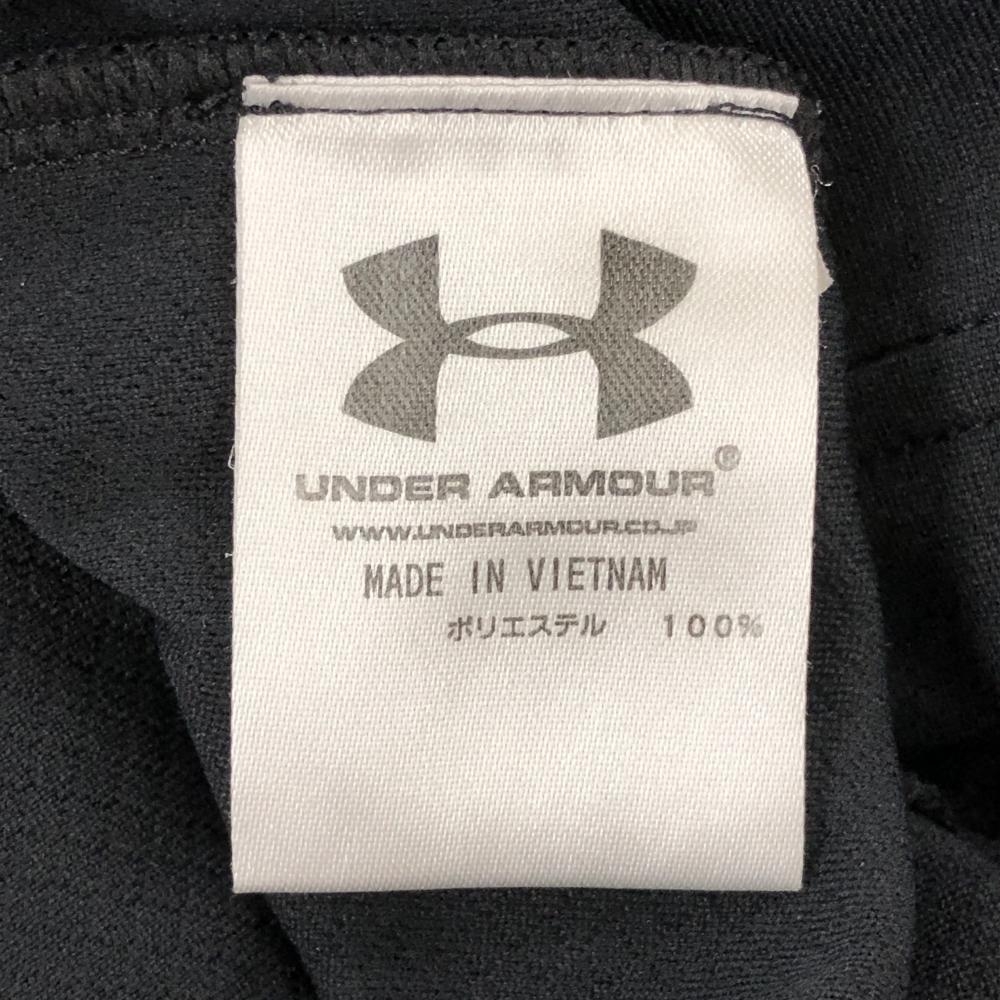 UNDER ARMOUR®
WWW.UNDERARMOUR.CO.JP
MADE IN VIETNAM
ポリエステル 100%